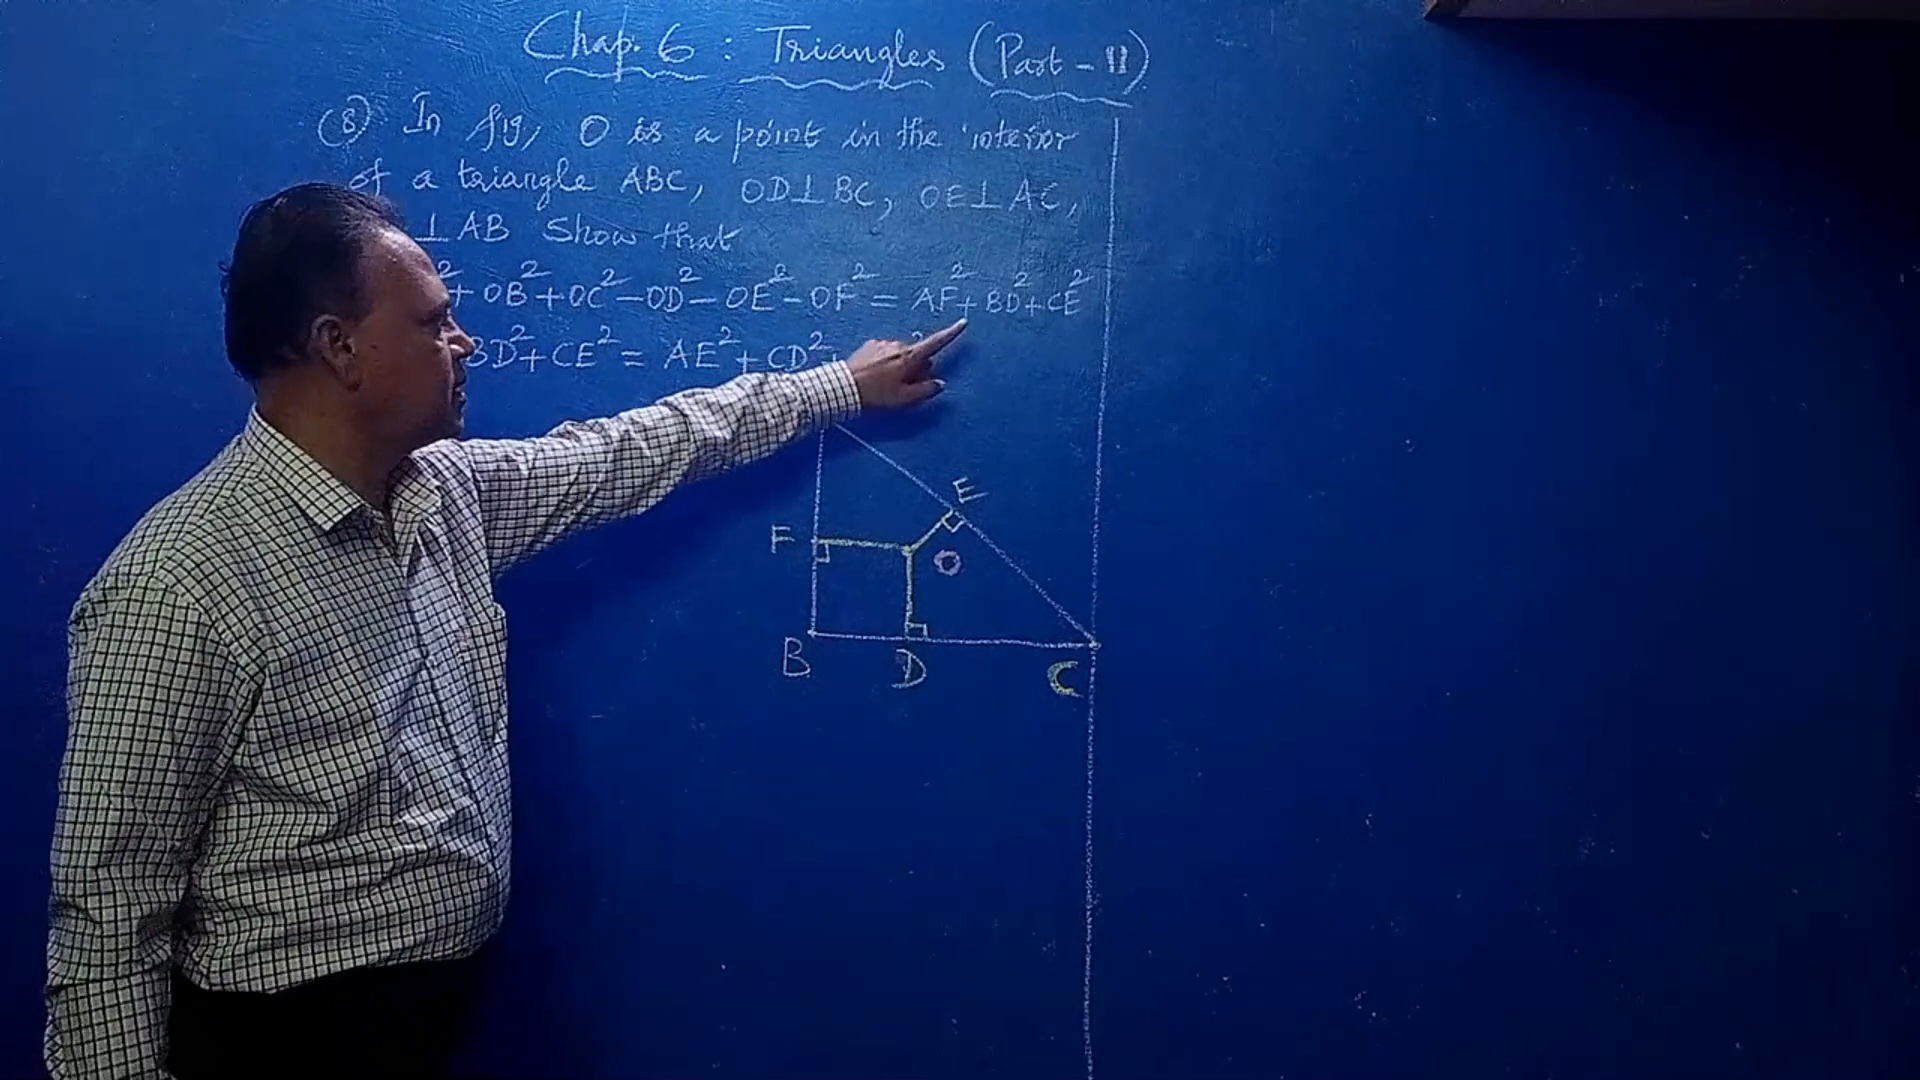 Chap. 6 : Triangles (Part - II)
(8) In fig, O is a point in the interior
of a triangle ABC, OD⊥BC, OE⊥AC,
⊥AB Show that
² + OB² + OC² – OD² – OE² – OF² = AF² + BD² + CE²
BD² + CE² = AE² + CD² +
E
F
O
B D C